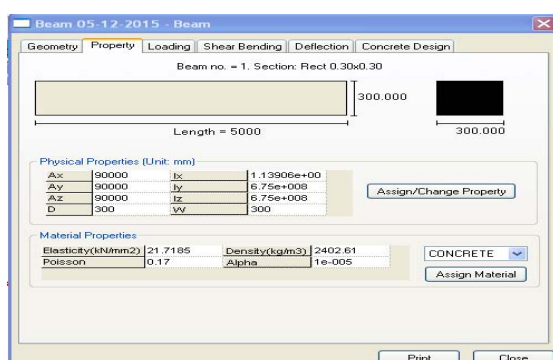 Beam 05-12-2015 - Beam
Geometry Property Loading Shear Bending Deflection Concrete Design
Beam no. = 1. Section: Rect 0.30x0.30
300.000
Length = 5000
300.000
Physical Properties (Unit: mm)
Ax 90000 Ix 1.13906e+00
Ay 90000 Iy 6.75e+008
Az 90000 Iz 6.75e+008
D 300 W 300
Assign/Change Property
Material Properties
Elasticity(kN/mm2) 21.7185 Density(kg/m3) 2402.61
Poisson 0.17 Alpha 1e-005
CONCRETE
Assign Material
Print Close